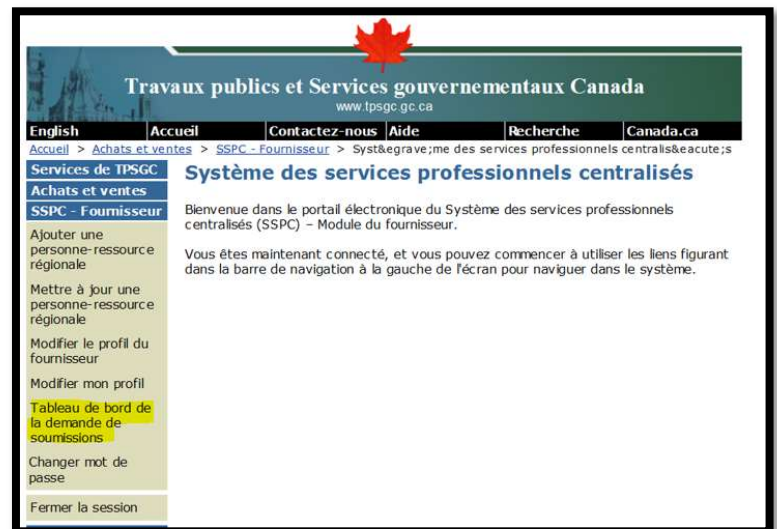 Travaux publics et Services gouvernementaux Canada
www.tpsgc.gc.ca
English Accueil Contactez-nous Aide Recherche Canada.ca
Accueil > Achats et ventes > SSPC - Fournisseur > Syst&egrave;me des services professionnels centralis&eacute;s
Services de TPSGC
Achats et ventes
SSPC - Fournisseur
Ajouter une
personne-ressource
régionale
Mettre à jour une
personne-ressource
régionale
Modifier le profil du
fournisseur
Modifier mon profil
Tableau de bord de
la demande de
soumissions
Changer mot de
passe
Fermer la session
Système des services professionnels centralisés
Bienvenue dans le portail électronique du Système des services professionnels
centralisés (SSPC) – Module du fournisseur.
Vous êtes maintenant connecté, et vous pouvez commencer à utiliser les liens figurant
dans la barre de navigation à la gauche de l'écran pour naviguer dans le système.